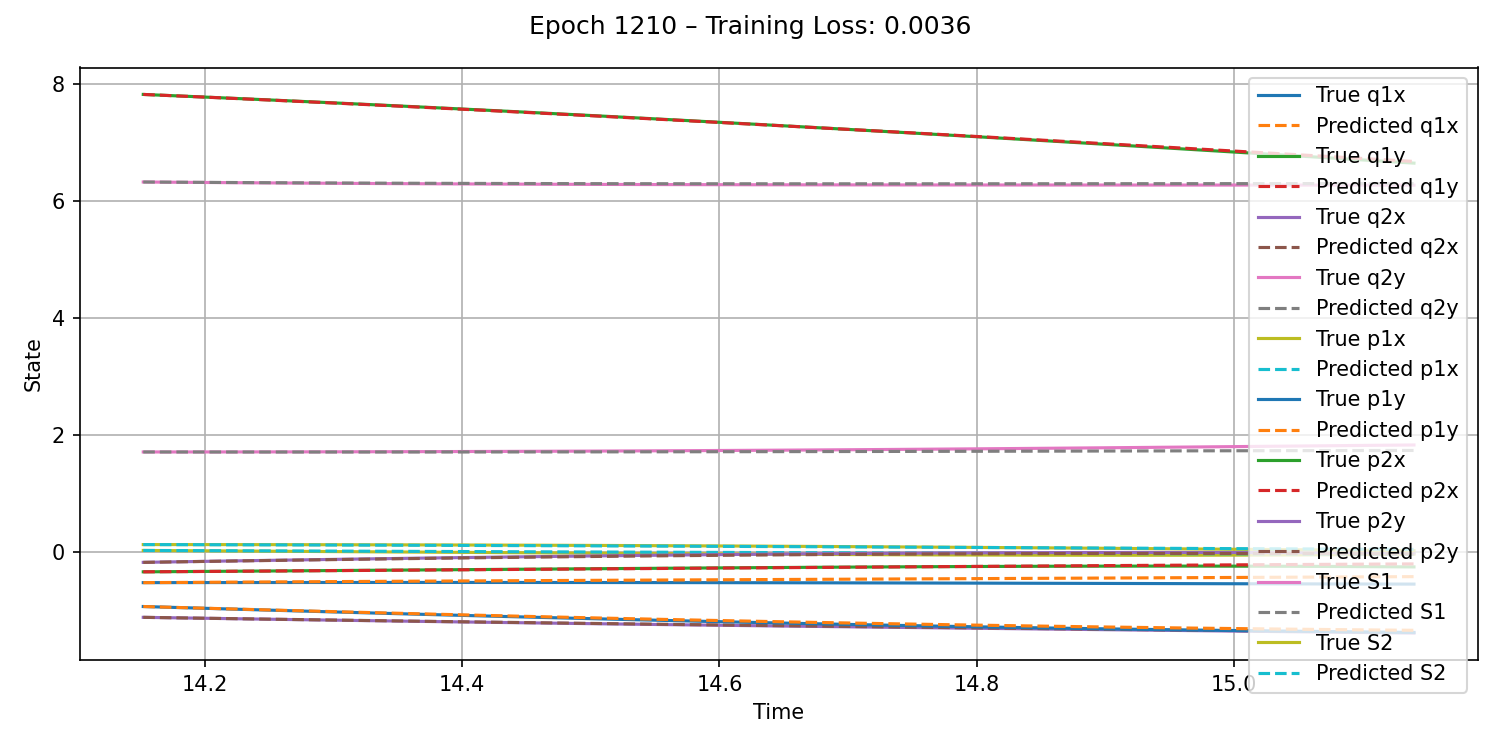 Epoch 1210 – Training Loss: 0.0036
8
6
4
2
0
State
14.2
14.4
14.6
14.8
15.0
Time
True q1x
Predicted q1x
True q1y
Predicted q1y
True q2x
Predicted q2x
True q2y
Predicted q2y
True p1x
Predicted p1x
True p1y
Predicted p1y
True p2x
Predicted p2x
True p2y
Predicted p2y
True S1
Predicted S1
True S2
Predicted S2